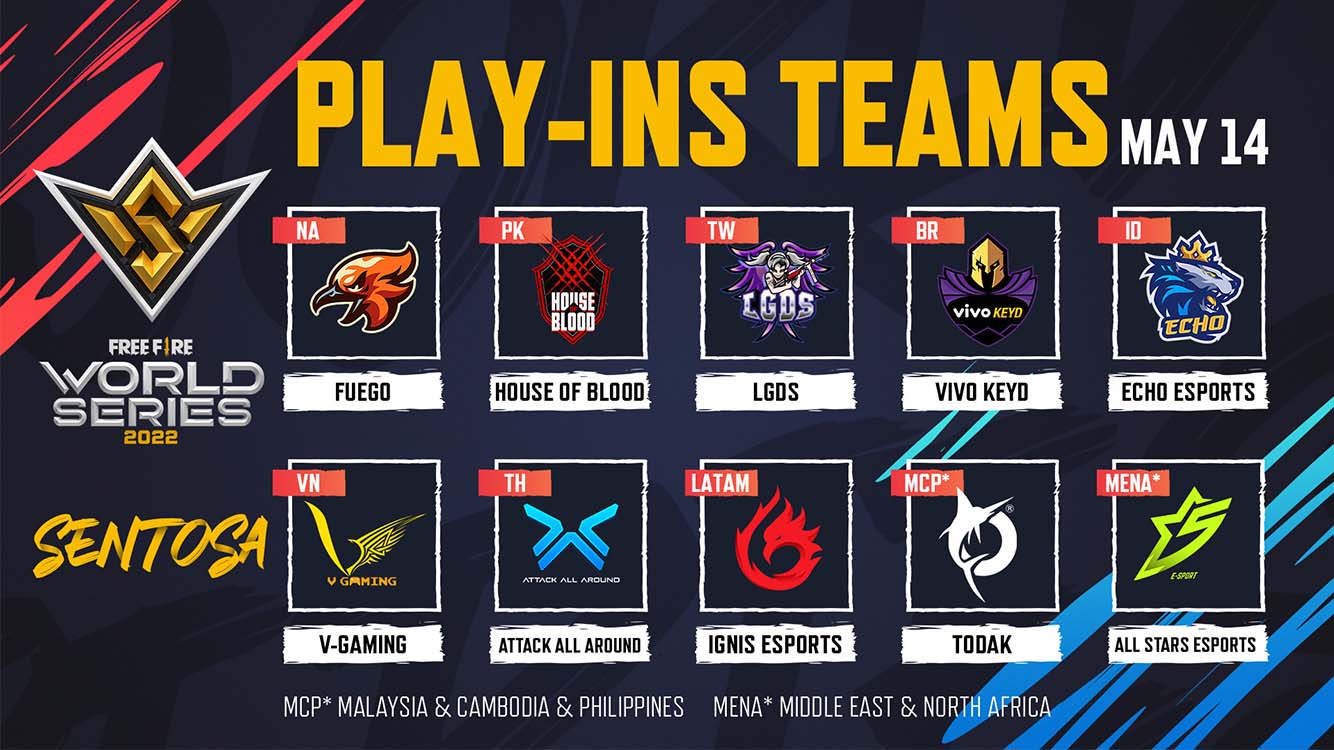 PLAY-INS TEAMS MAY 14
FREE FIRE
WORLD
SERIES
2022
SENTOSA
NA
PK
TW
BR
ID
HOUSE
OF
BLOOD
LGDS
vivo KEYD
ECHO
FUEGO
HOUSE OF BLOOD
LGDS
VIVO KEYD
ECHO ESPORTS
VN
TH
LATAM
MCP*
MENA*
V GAMING
ATTACK ALL AROUND
®
E-SPORT
V-GAMING
ATTACK ALL AROUND
IGNIS ESPORTS
TODAK
ALL STARS ESPORTS
MCP* MALAYSIA & CAMBODIA & PHILIPPINES MENA* MIDDLE EAST & NORTH AFRICA